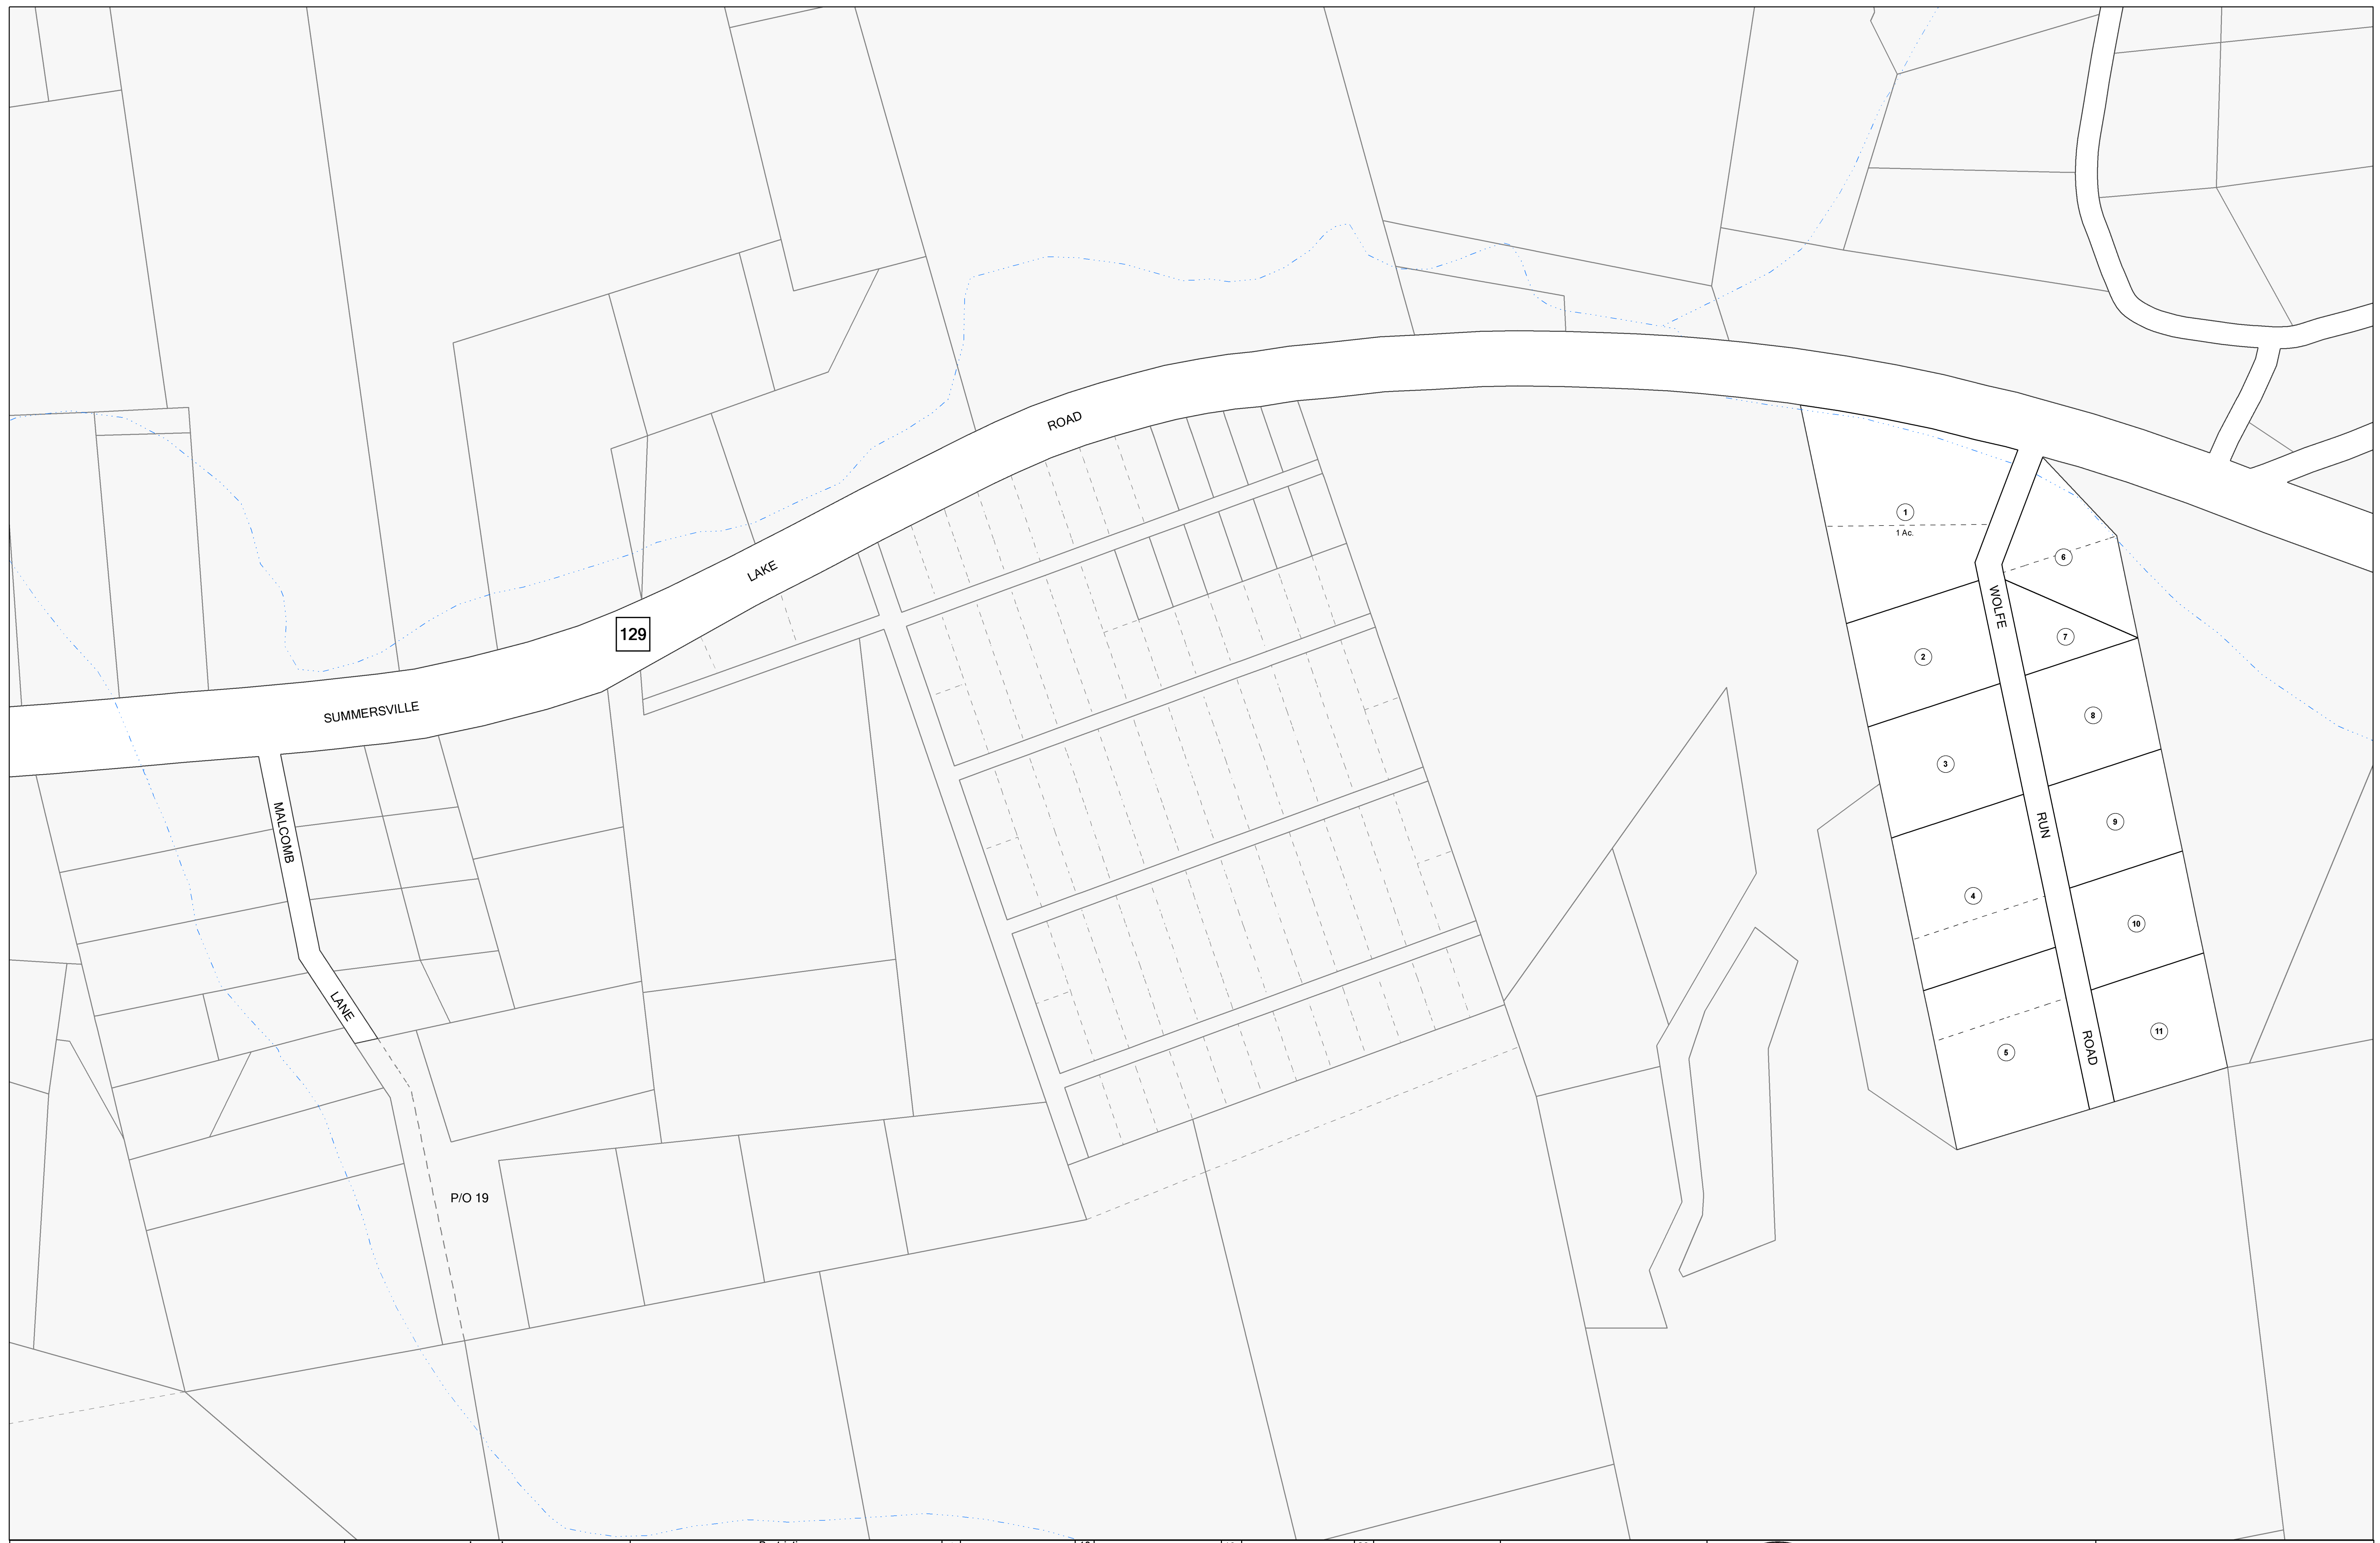 ROAD
LAKE
129
SUMMERSVILLE
MALCOMB
LANE
P/O 19
1
1 Ac.
6
WOLFE
7
2
8
3
9
RUN
4
10
11
ROAD
5